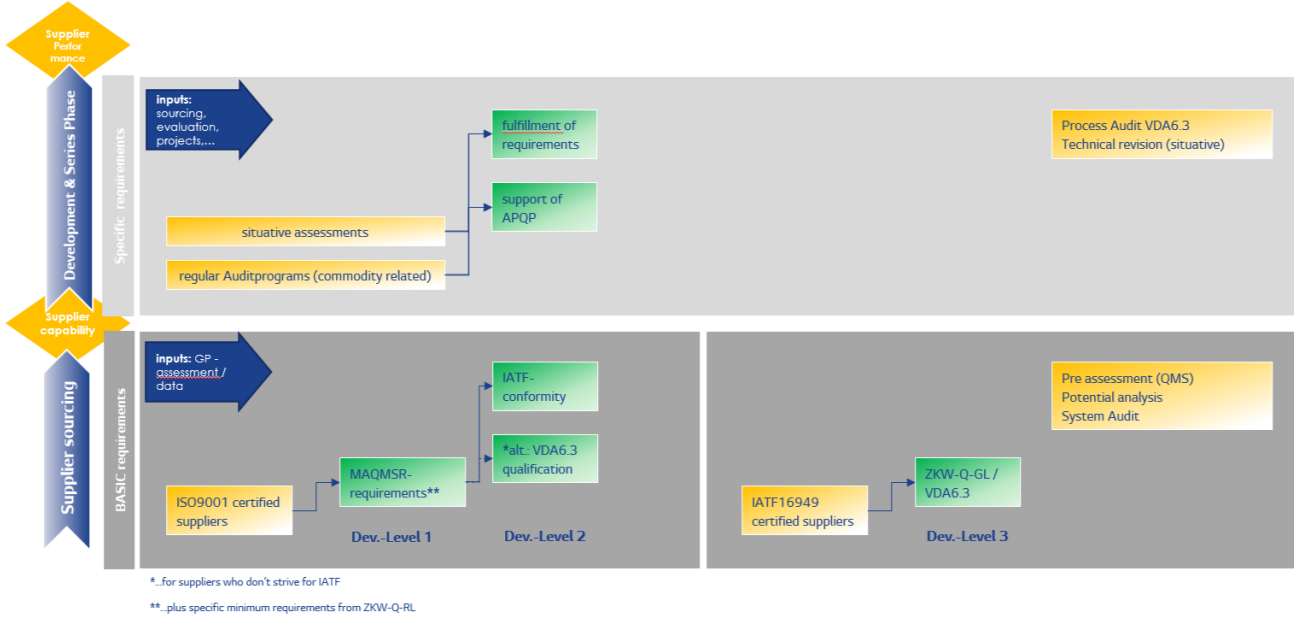 Supplier
Perfor
mance
Development & Series Phase
Specific requirements
inputs:
sourcing,
evaluation,
projects,...
fulfillment of
requirements
support of
APQP
situative assessments
regular Auditprograms (commodity related)
Process Audit VDA6.3
Technical revision (situative)
Supplier
capability
Supplier sourcing
BASIC requirements
inputs: GP -
assessment /
data
IATF-
conformity
*alt.: VDA6.3
qualification
MAQMSR-
requirements**
ISO9001 certified
suppliers
Dev.-Level 1
Dev.-Level 2
Pre assessment (QMS)
Potential analysis
System Audit
ZKW-Q-GL /
VDA6.3
IATF16949
certified suppliers
Dev.-Level 3
*...for suppliers who don't strive for IATF
**...plus specific minimum requirements from ZKW-Q-RL